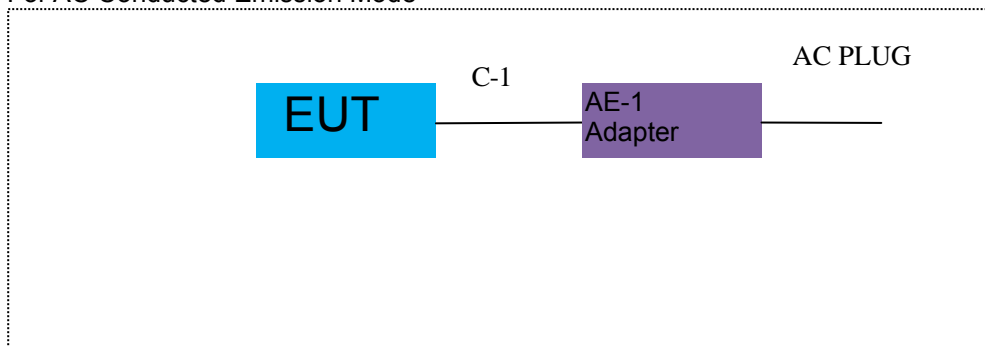 For AC Conducted Emission Mode
AC PLUG
C-1
EUT
AE-1
Adapter